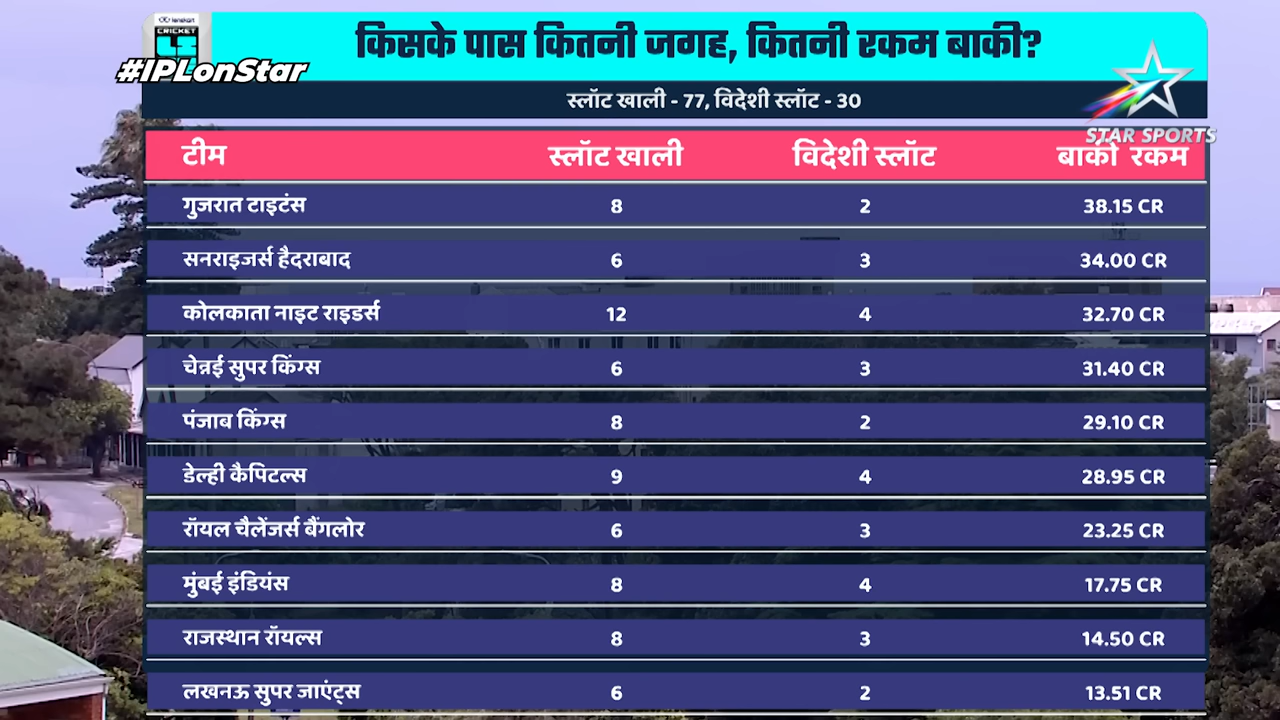 lenskart
CRICKET
#IPLonStar
किसके पास कितनी जगह, कितनी रकम बाकी?
स्लॉट खाली - 77, विदेशी स्लॉट - 30
STAR SPORTS
टीम स्लॉट खाली विदेशी स्लॉट बाकी रकम
गुजरात टाइटंस 8 2 38.15 CR
सनराइजर्स हैदराबाद 6 3 34.00 CR
कोलकाता नाइट राइडर्स 12 4 32.70 CR
चेन्नई सुपर किंग्स 6 3 31.40 CR
पंजाब किंग्स 8 2 29.10 CR
डेल्ही कैपिटल्स 9 4 28.95 CR
रॉयल चैलेंजर्स बैंगलोर 6 3 23.25 CR
मुंबई इंडियंस 8 4 17.75 CR
राजस्थान रॉयल्स 8 3 14.50 CR
लखनऊ सुपर जाएंट्स 6 2 13.51 CR